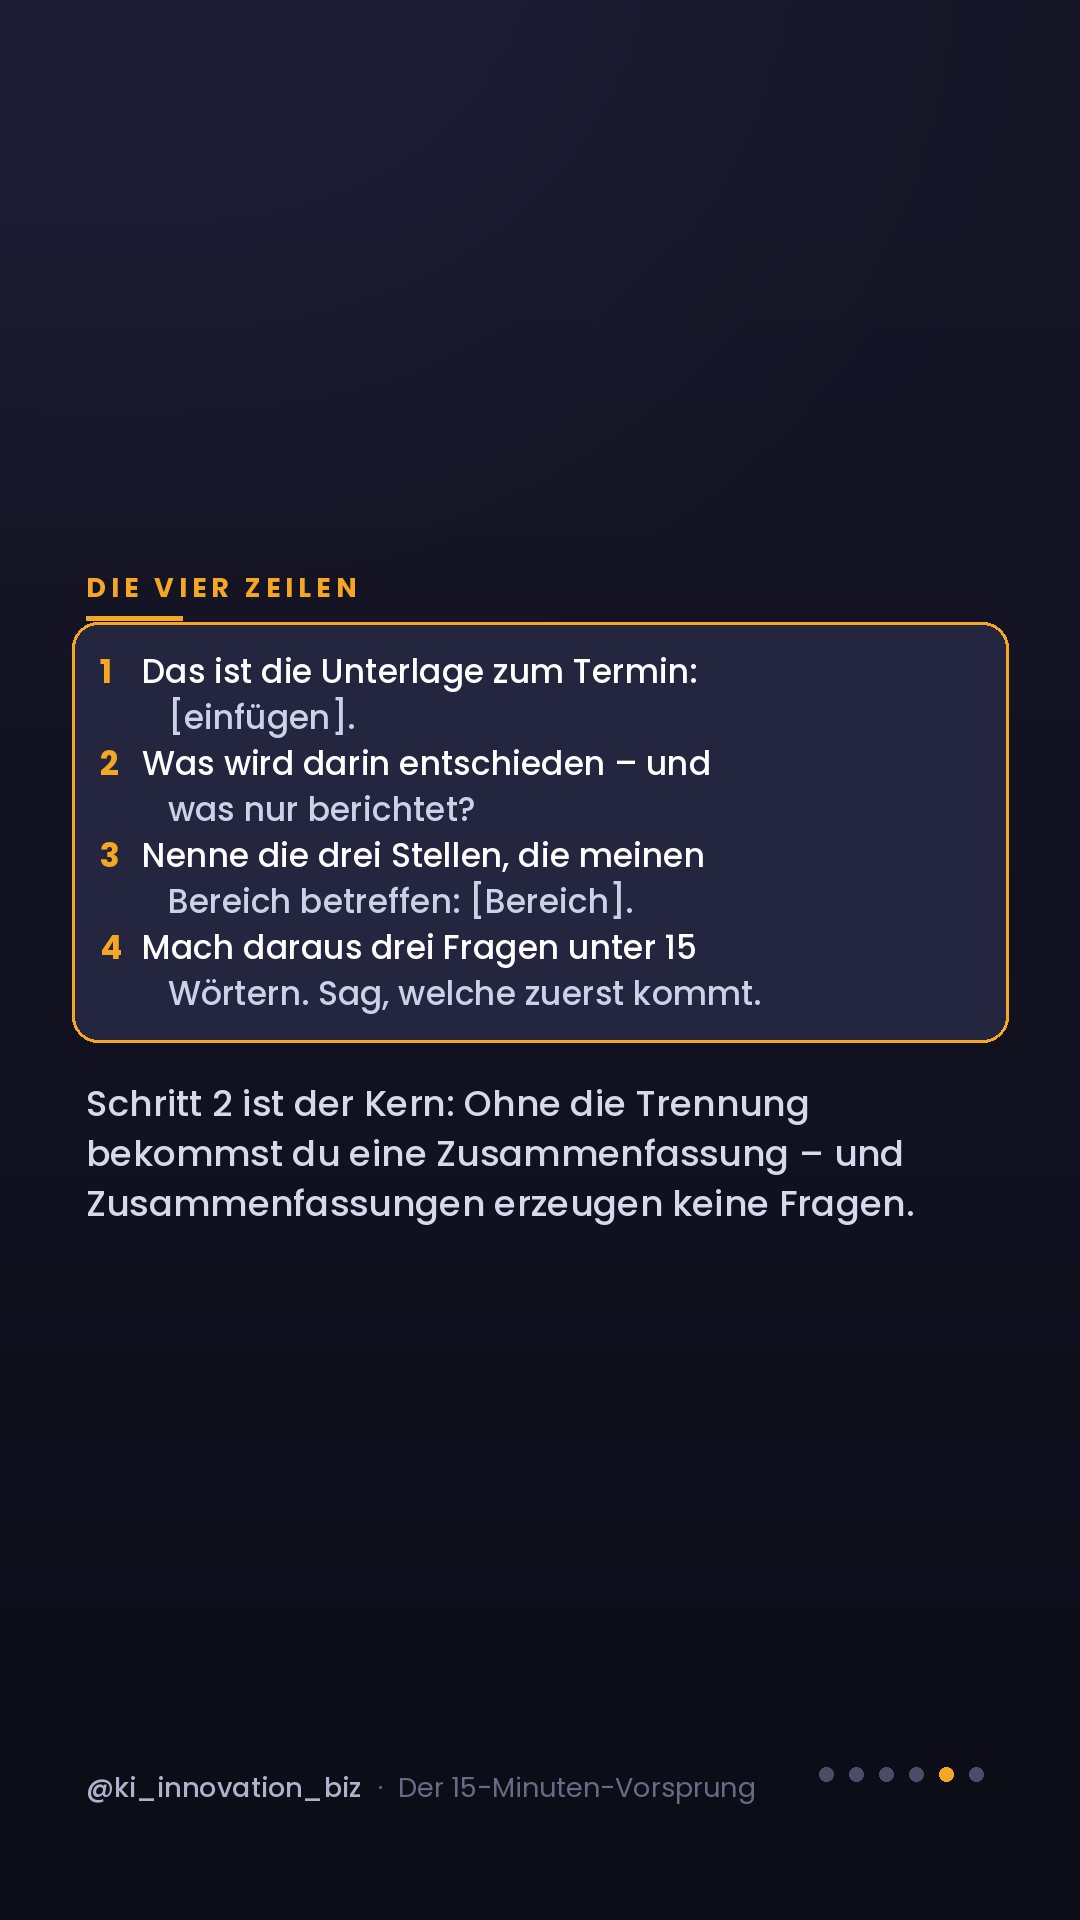 DIE VIER ZEILEN
1 Das ist die Unterlage zum Termin:
[einfügen].
2 Was wird darin entschieden – und
was nur berichtet?
3 Nenne die drei Stellen, die meinen
Bereich betreffen: [Bereich].
4 Mach daraus drei Fragen unter 15
Wörtern. Sag, welche zuerst kommt.
Schritt 2 ist der Kern: Ohne die Trennung
bekommst du eine Zusammenfassung – und
Zusammenfassungen erzeugen keine Fragen.
@ki_innovation_biz · Der 15-Minuten-Vorsprung